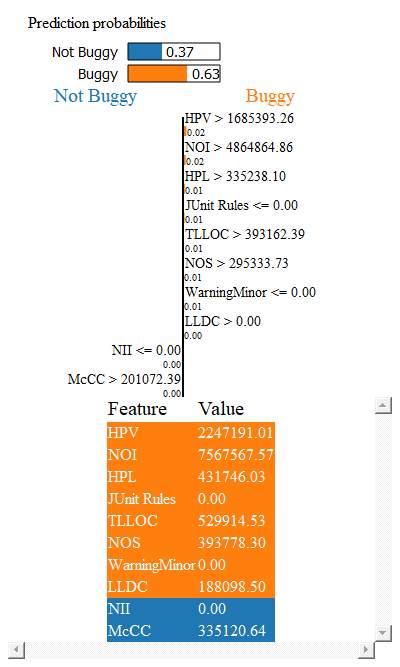 Prediction probabilities
Not Buggy 0.37
Buggy 0.63
Not Buggy Buggy
HPV > 1685393.26
0.02
NOI > 4864864.86
0.02
HPL > 335238.10
0.01
JUnit Rules <= 0.00
0.01
TLLOC > 393162.39
0.01
NOS > 295333.73
0.01
WarningMinor <= 0.00
0.01
LLDC > 0.00
0.00
NII <= 0.00
0.00
McCC > 201072.39
0.00
Feature Value
HPV 2247191.01
NOI 7567567.57
HPL 431746.03
JUnit Rules 0.00
TLLOC 529914.53
NOS 393778.30
WarningMinor 0.00
LLDC 188098.50
NII 0.00
McCC 335120.64